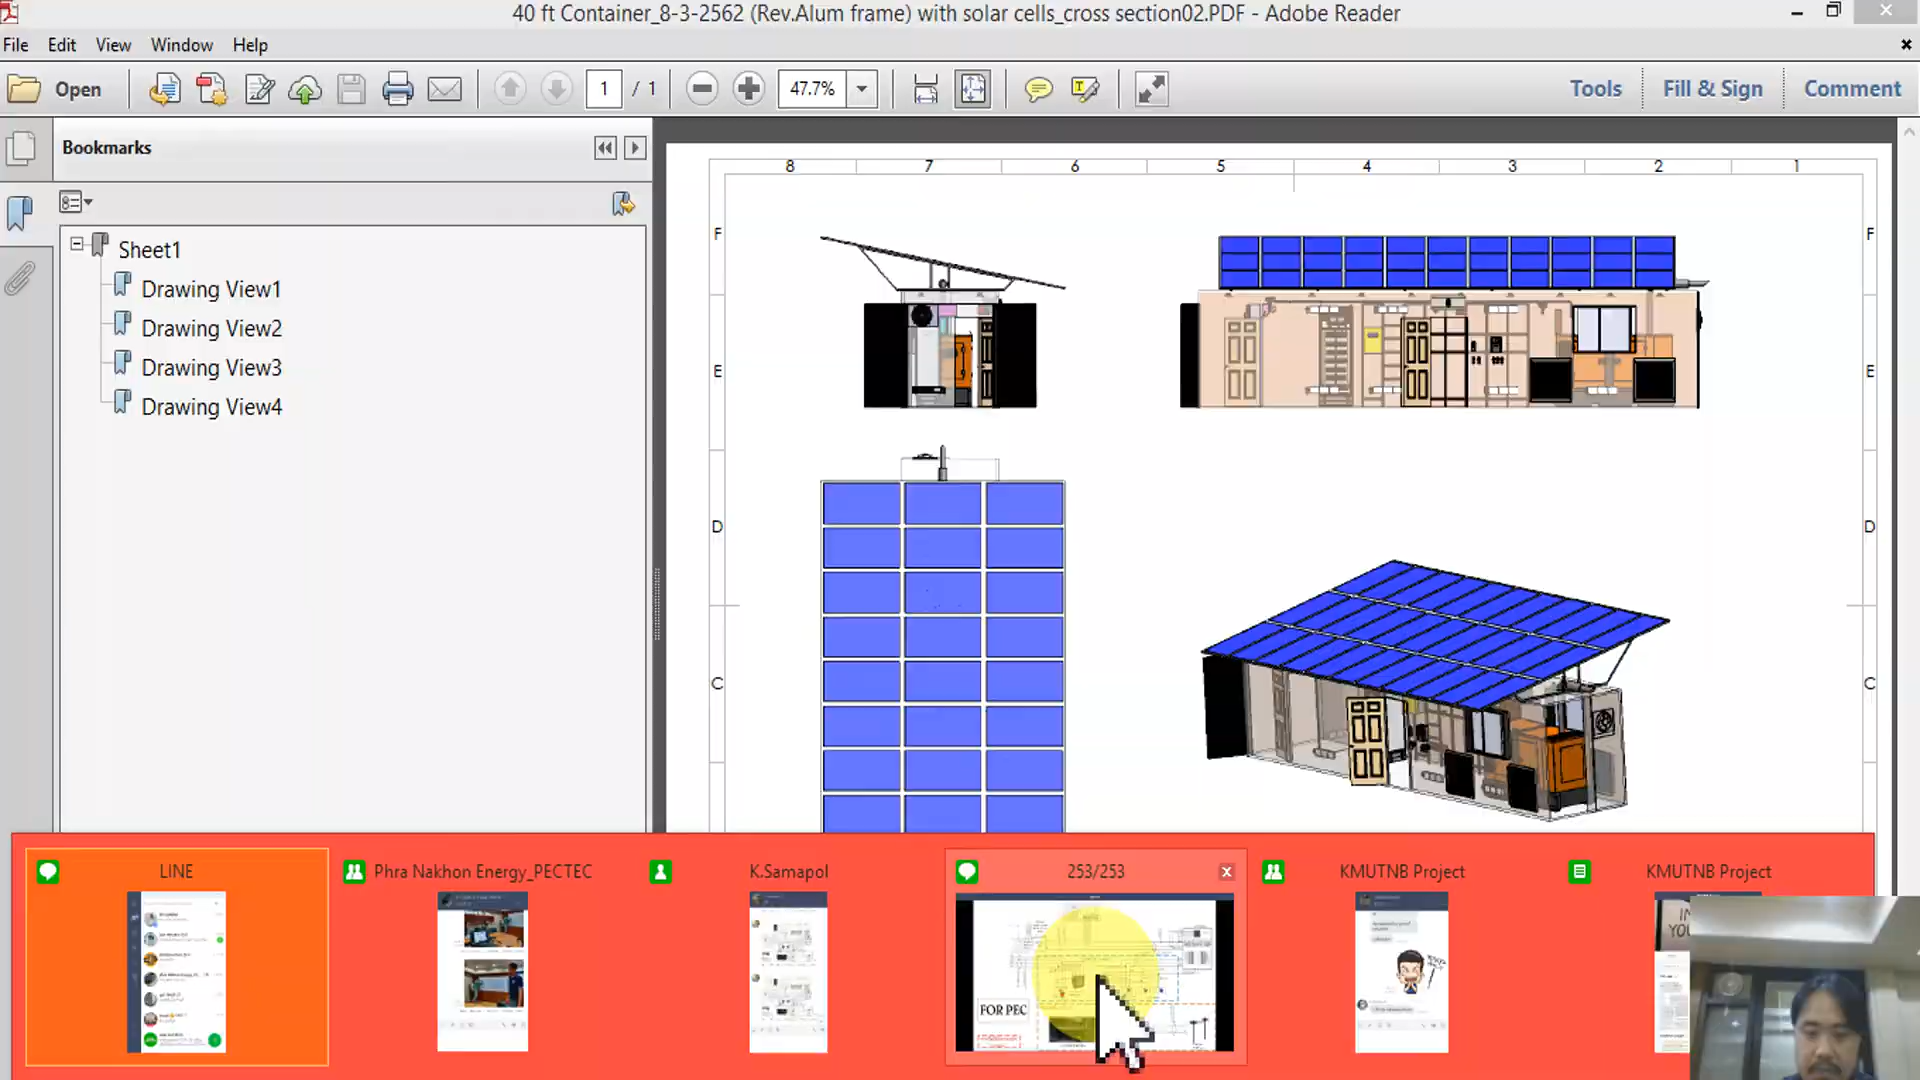 40 ft Container_8-3-2562 (Rev.Alum frame) with solar cells_cross section02.PDF - Adobe Reader
File Edit View Window Help
Open 1 / 1 47.7% Tools Fill & Sign Comment
Bookmarks
Sheet1
Drawing View1
Drawing View2
Drawing View3
Drawing View4
8 7 6 5 4 3 2 1
F F
E E
D D
C C
LINE
Phra Nakhon Energy_PECTEC
K.Samapol
253/253
KMUTNB Project
KMUTNB Project
FOR PEC